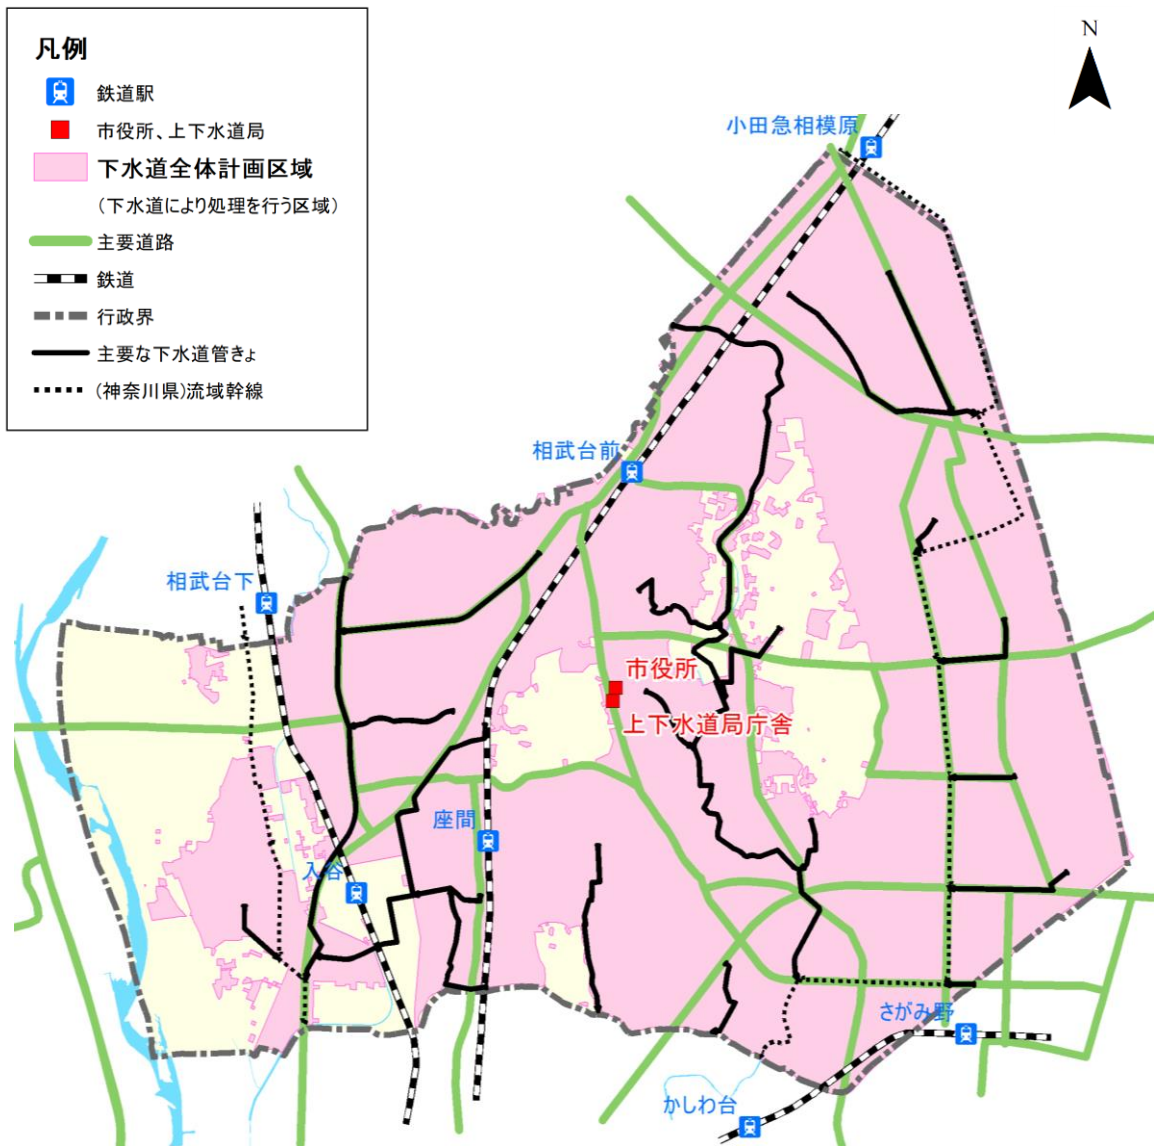 凡例
鉄道駅
市役所、上下水道局
下水道全体計画区域
(下水道により処理を行う区域)
主要道路
鉄道
行政界
主要な下水道管きょ
(神奈川県)流域幹線
N
小田急相模原
相武台前
相武台下
市役所
上下水道局庁舎
座間
入谷
さがみ野
かしわ台